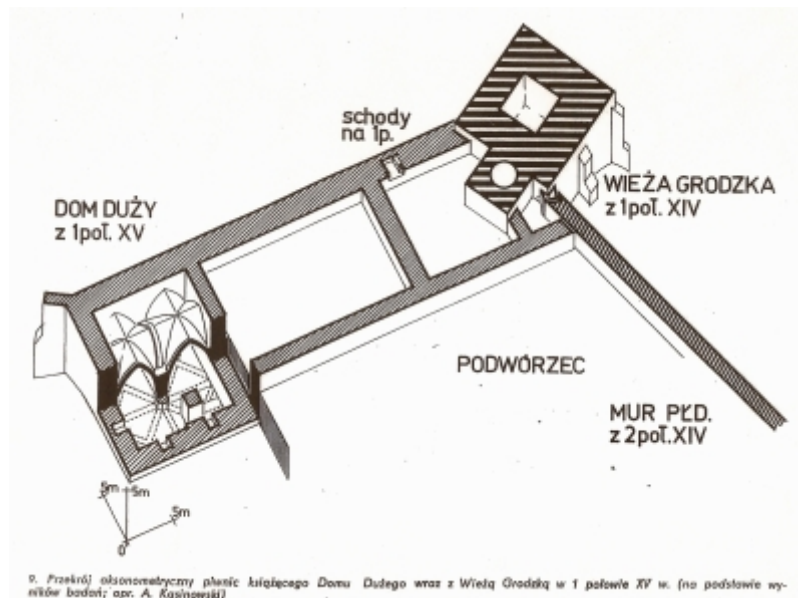 schody
na 1p.
DOM DUŻY
z 1poł. XV
WIEŻA GRODZKA
z 1poł. XIV
PODWÓRZEC
MUR PŁD.
z 2poł. XIV
5m
5m
5m
0
9. Przekrój aksonometryczny piwnic książęcego Domu Dużego wraz z Wieżą Grodzką w 1 połowie XV w. (na podstawie wy-
ników badań; opr. A. Kąsinowski)